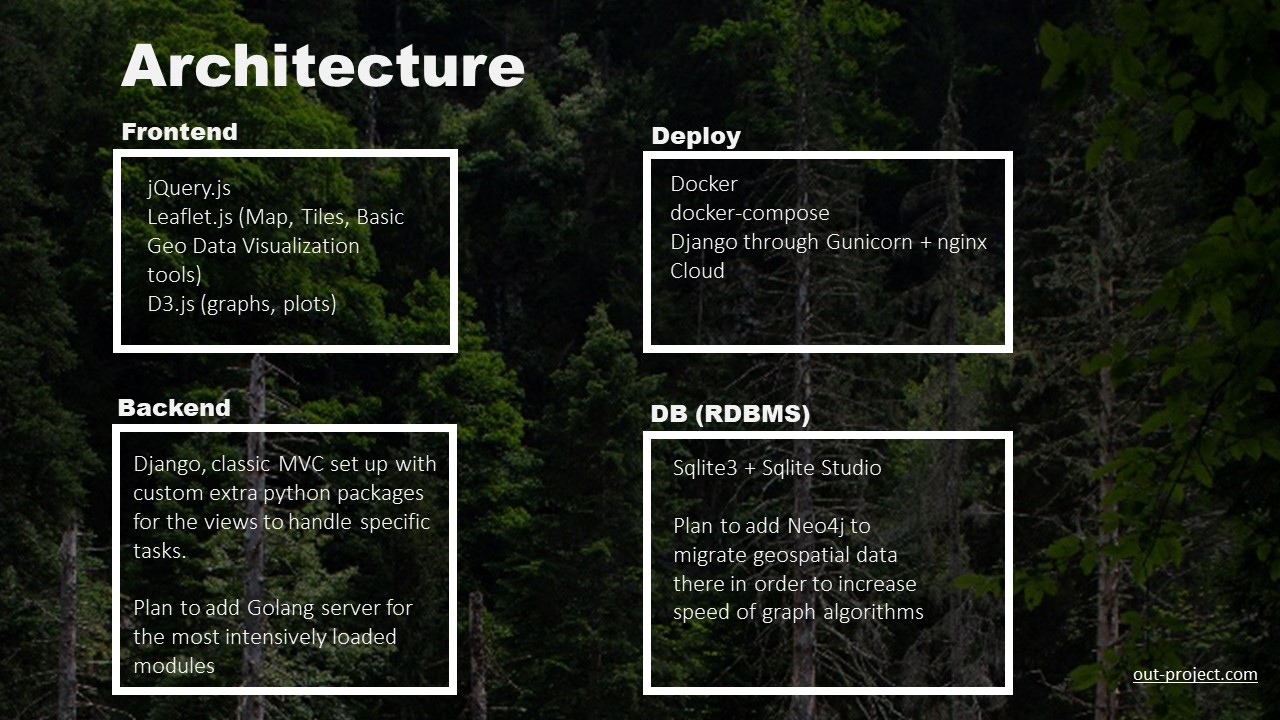 Architecture
Frontend
jQuery.js
Leaflet.js (Map, Tiles, Basic
Geo Data Visualization
tools)
D3.js (graphs, plots)
Deploy
Docker
docker-compose
Django through Gunicorn + nginx
Cloud
Backend
Django, classic MVC set up with
custom extra python packages
for the views to handle specific
tasks.
Plan to add Golang server for
the most intensively loaded
modules
DB (RDBMS)
Sqlite3 + Sqlite Studio
Plan to add Neo4j to
migrate geospatial data
there in order to increase
speed of graph algorithms
out-project.com